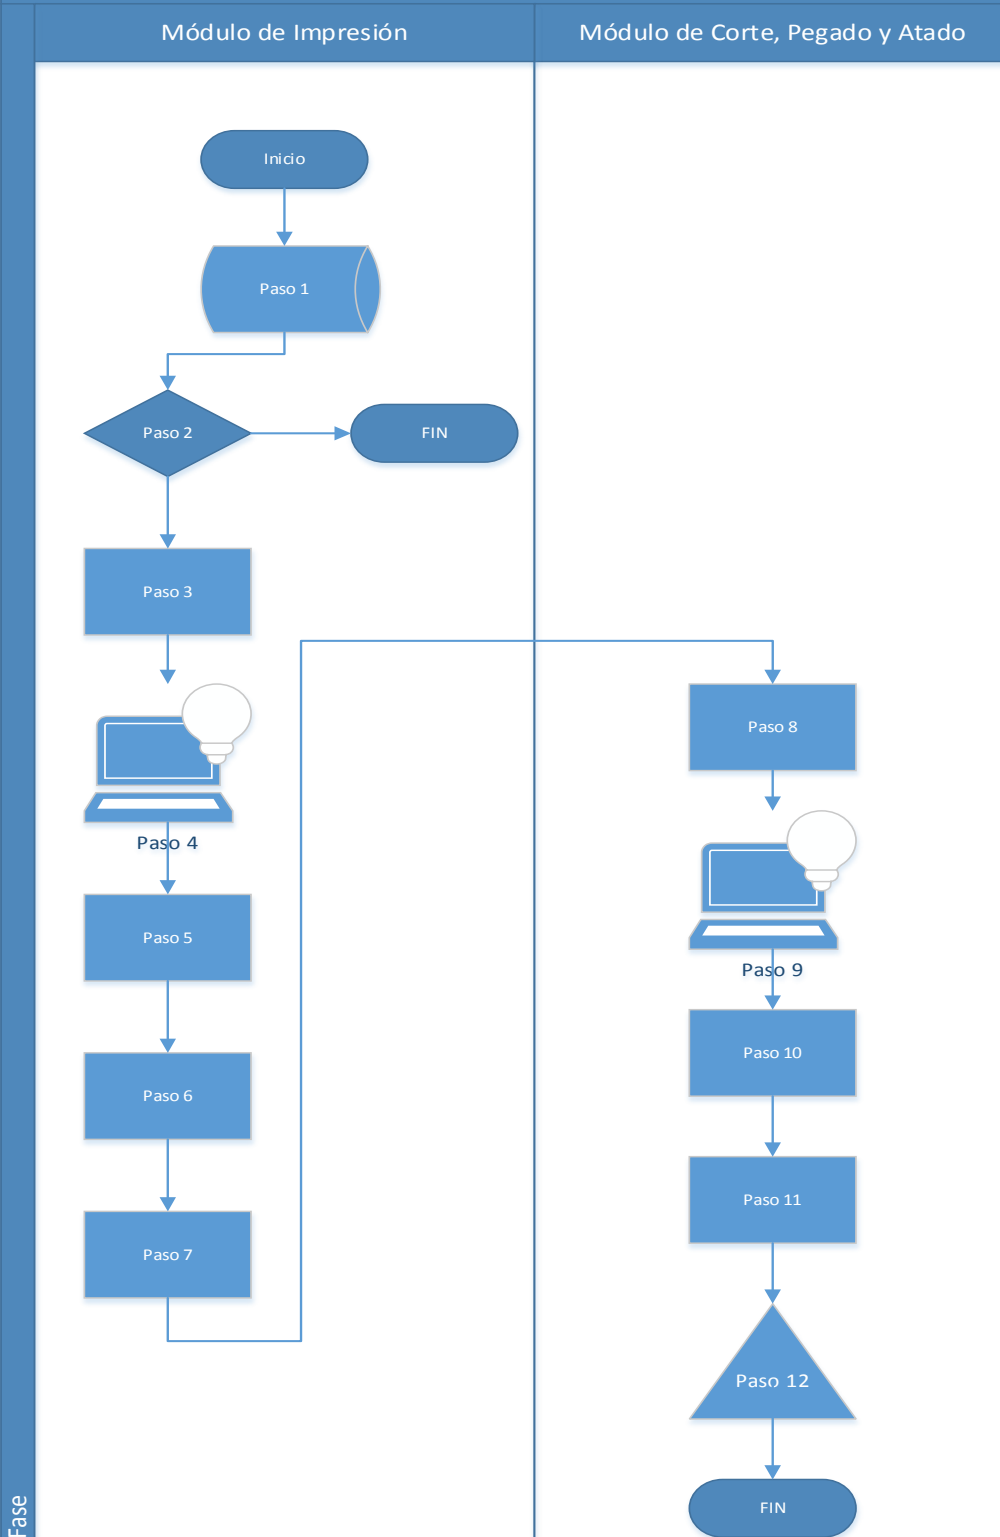 Módulo de Impresión
Módulo de Corte, Pegado y Atado
Inicio
Paso 1
Paso 2
FIN
Paso 3
Paso 4
Paso 5
Paso 6
Paso 7
Paso 8
Paso 9
Paso 10
Paso 11
Paso 12
FIN
Fase